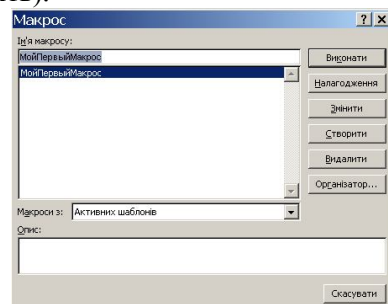 Макрос
Ім'я макросу:
МойПервыйМакрос
МойПервыйМакрос
Виконати
Налагодження
Змінити
Створити
Видалити
Організатор...
Макроси з: Активних шаблонів
Опис:
Скасувати